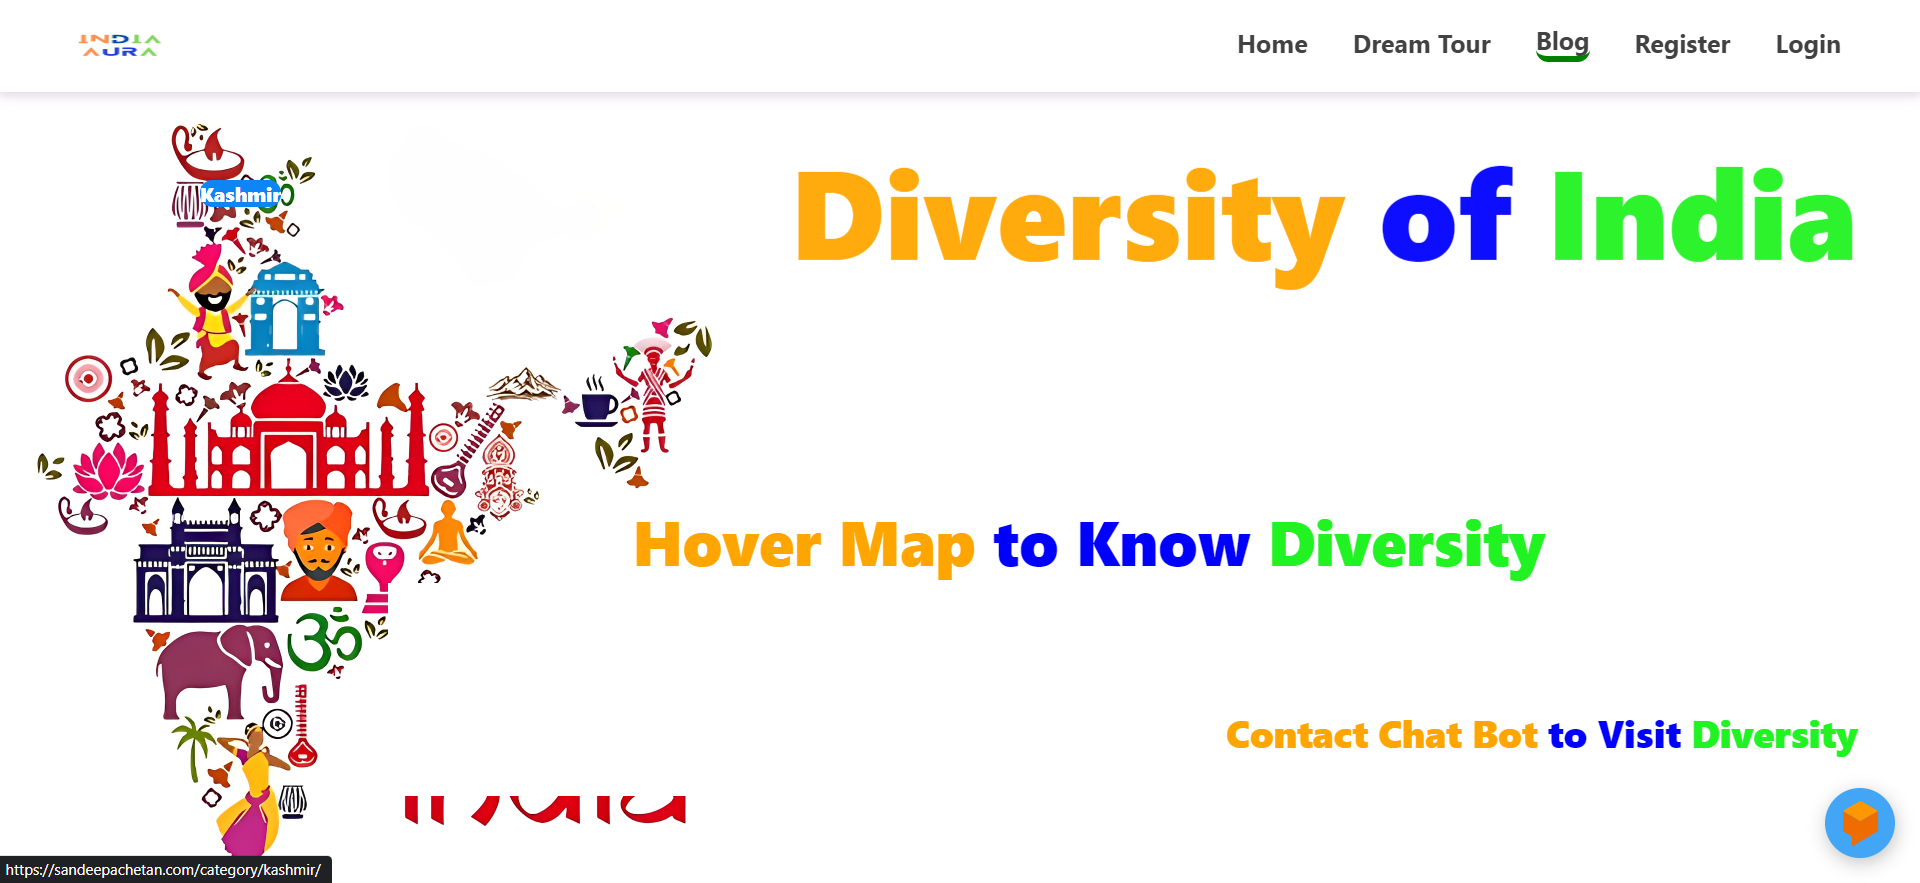 INDIA
AURA
Home
Dream Tour
Blog
Register
Login
Kashmir
Diversity of India
Hover Map to Know Diversity
ॐ
Contact Chat Bot to Visit Diversity
https://sandeepachetan.com/category/kashmir/